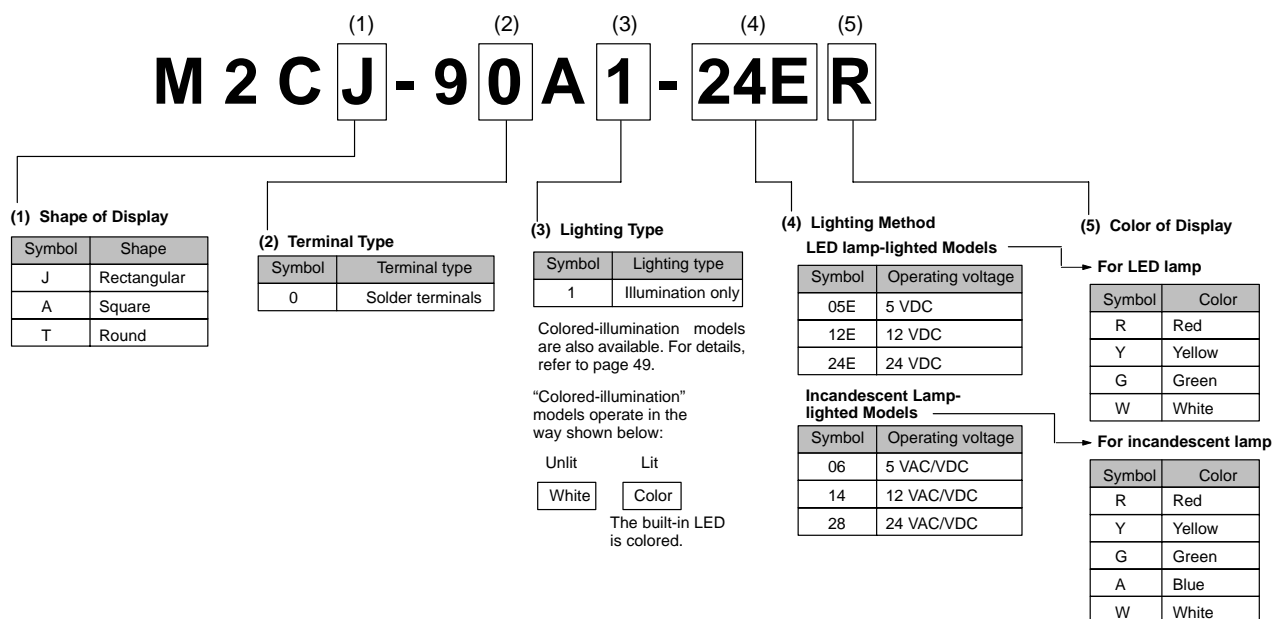 (1) (2) (3) (4) (5)
M 2 C J - 9 0 A 1 - 24E R
(1) Shape of Display
Symbol Shape
J Rectangular
A Square
T Round
(2) Terminal Type
Symbol Terminal type
0 Solder terminals
(3) Lighting Type
Symbol Lighting type
1 Illumination only
Colored-illumination models
are also available. For details,
refer to page 49.
“Colored-illumination”
models operate in the
way shown below:
Unlit Lit
White Color
The built-in LED
is colored.
(4) Lighting Method
LED lamp-lighted Models
Symbol Operating voltage
05E 5 VDC
12E 12 VDC
24E 24 VDC
Incandescent Lamp-
lighted Models
Symbol Operating voltage
06 5 VAC/VDC
14 12 VAC/VDC
28 24 VAC/VDC
(5) Color of Display
For LED lamp
Symbol Color
R Red
Y Yellow
G Green
W White
For incandescent lamp
Symbol Color
R Red
Y Yellow
G Green
A Blue
W White